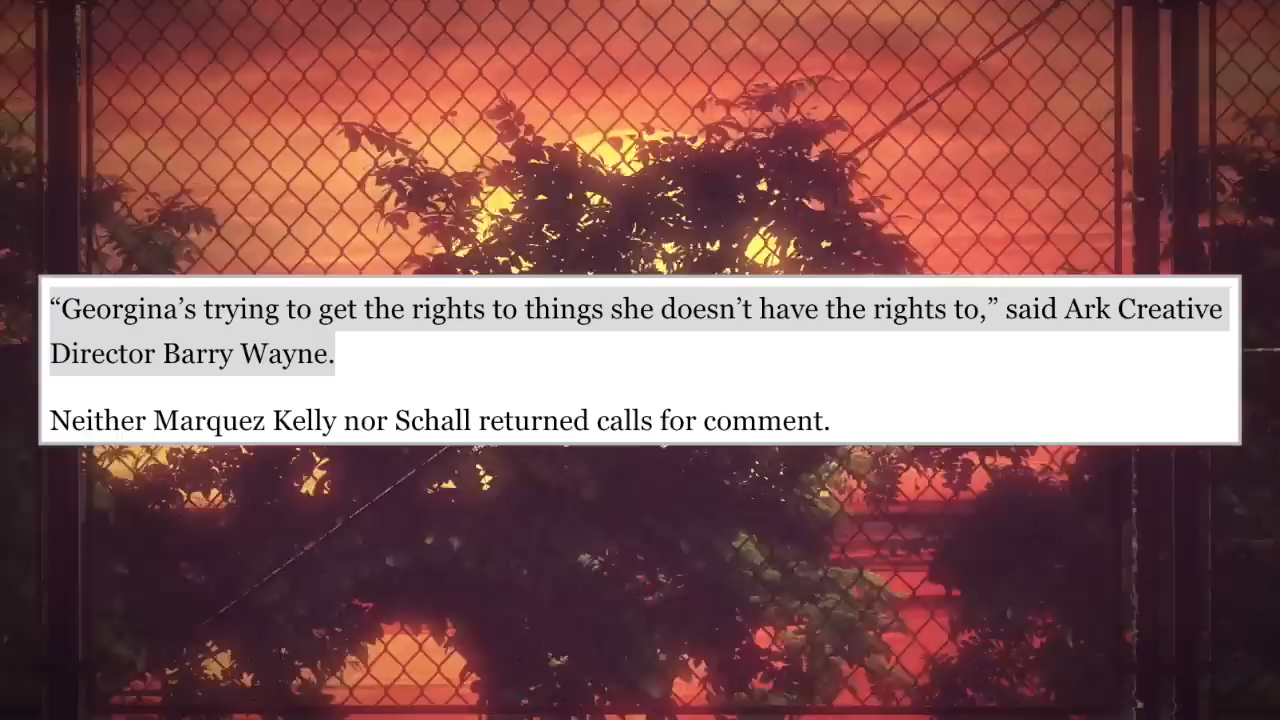 “Georgina’s trying to get the rights to things she doesn’t have the rights to,” said Ark Creative
Director Barry Wayne.
Neither Marquez Kelly nor Schall returned calls for comment.